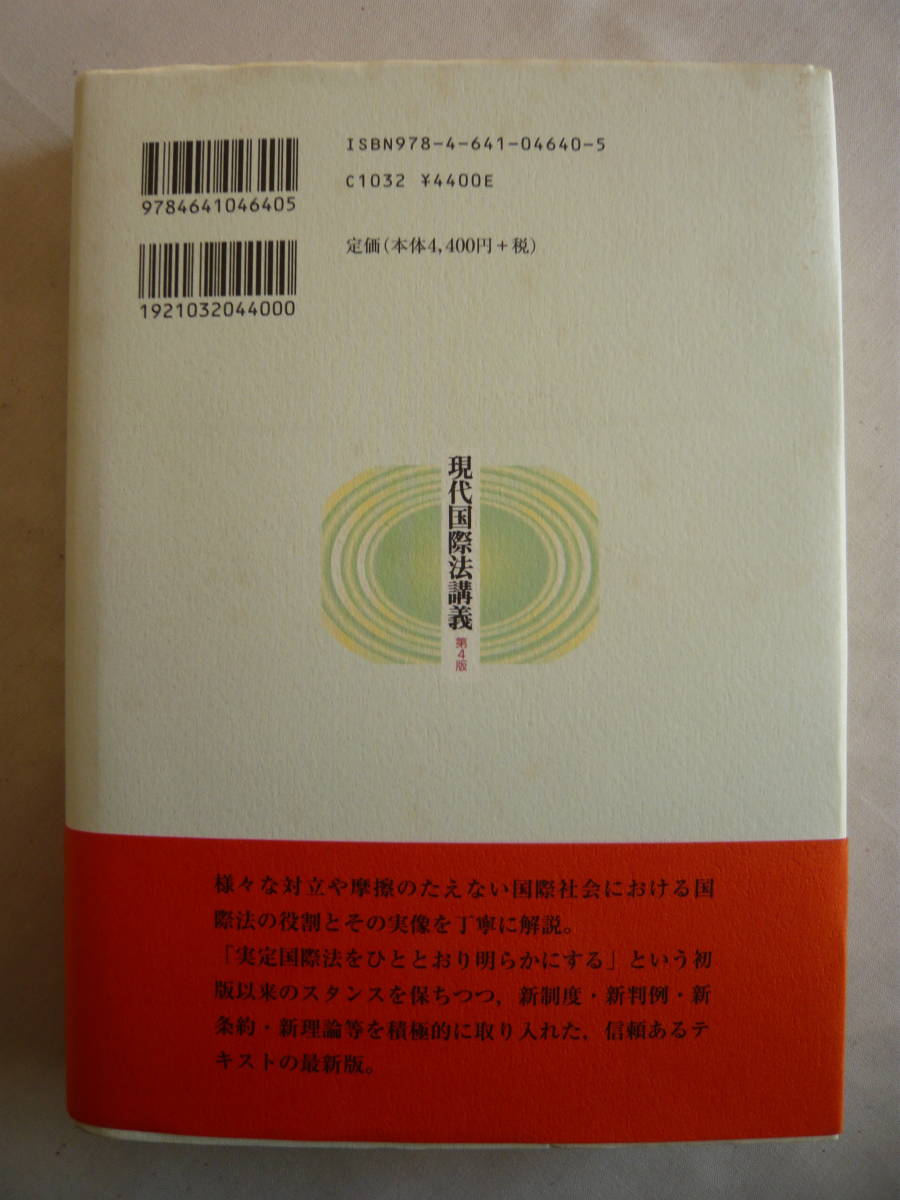 ISBN978-4-641-04640-5
C1032 ¥4400E
9784641046405
定価(本体4,400円+税)
1921032044000
現代国際法講義
第4版
様々な対立や摩擦のたえない国際社会における国
際法の役割とその実像を丁寧に解説。
「実定国際法をひととおり明らかにする」という初
版以来のスタンスを保ちつつ,新制度・新判例・新
条約・新理論等を積極的に取り入れた,信頼あるテ
キストの最新版。